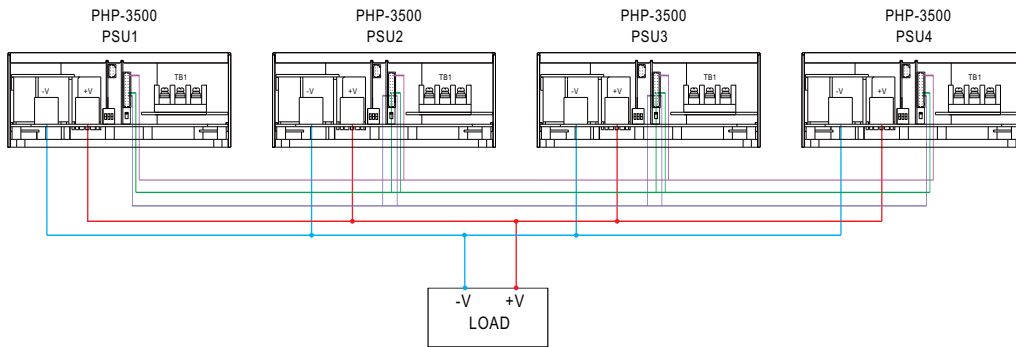 PHP-3500
PSU1
PHP-3500
PSU2
PHP-3500
PSU3
PHP-3500
PSU4
-V
+V
TB1
-V
+V
TB1
-V
+V
TB1
-V
+V
TB1
-V
+V
LOAD